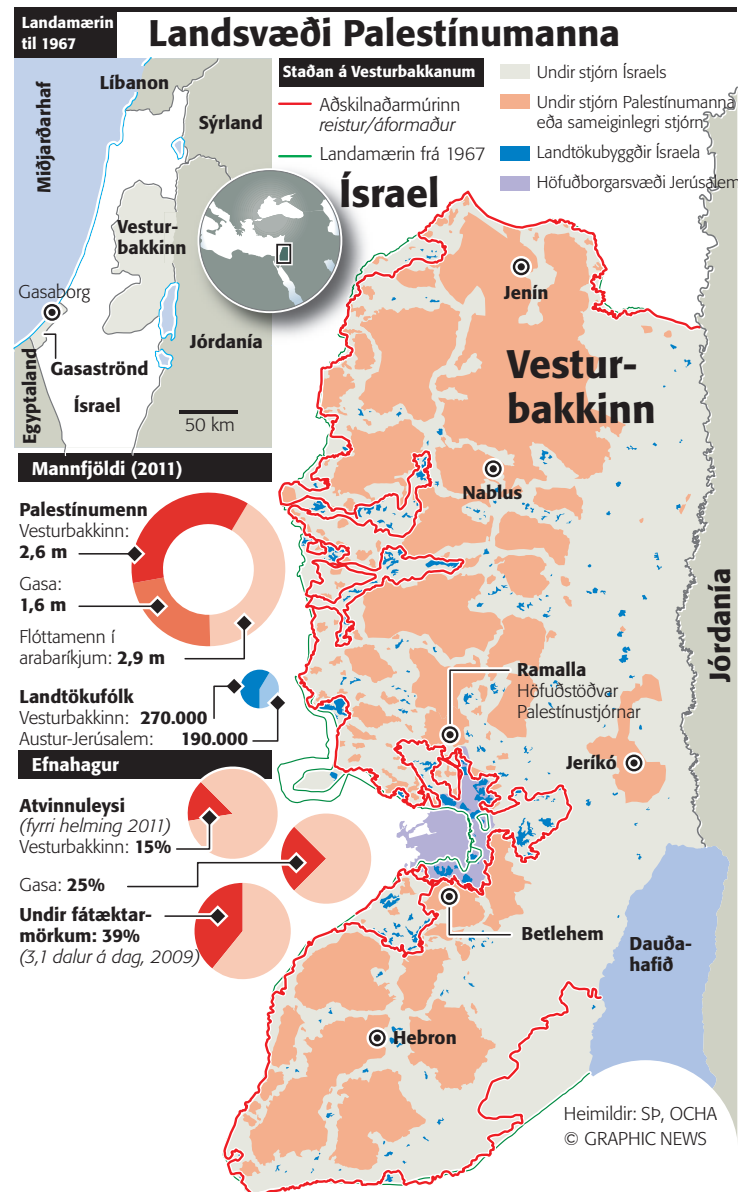 Landamærin
til 1967
Landsvæði Palestínumanna
Miðjarðarhaf
Líbanon
Sýrland
Vestur-
bakkinn
Gasaborg
Gasaströnd
Egyptaland
Ísrael
Jórdanía
50 km
Staðan á Vesturbakkanum
Aðskilnaðarmúrinn
reistur/áformaður
Landamærin frá 1967
Undir stjórn Ísraels
Undir stjórn Palestínumanna
eða sameiginlegri stjórn
Landtökubyggðir Ísraela
Höfuðborgarsvæði Jerúsalem
Ísrael
Jenín
Vestur-
bakkinn
Nablus
Jórdanía
Ramalla
Höfuðstöðvar
Palestínustjórnar
Jeríkó
Betlehem
Dauða-
hafið
Hebron
Mannfjöldi (2011)
Palestínumenn
Vesturbakkinn:
2,6 m
Gasa:
1,6 m
Flóttamenn í
arabaríkjum: 2,9 m
Landtökufólk
Vesturbakkinn: 270.000
Austur-Jerúsalem: 190.000
Efnahagur
Atvinnuleysi
(fyrri helming 2011)
Vesturbakkinn: 15%
Gasa: 25%
Undir fátæktar-
mörkum: 39%
(3,1 dalur á dag, 2009)
Heimildir: SÞ, OCHA
© GRAPHIC NEWS